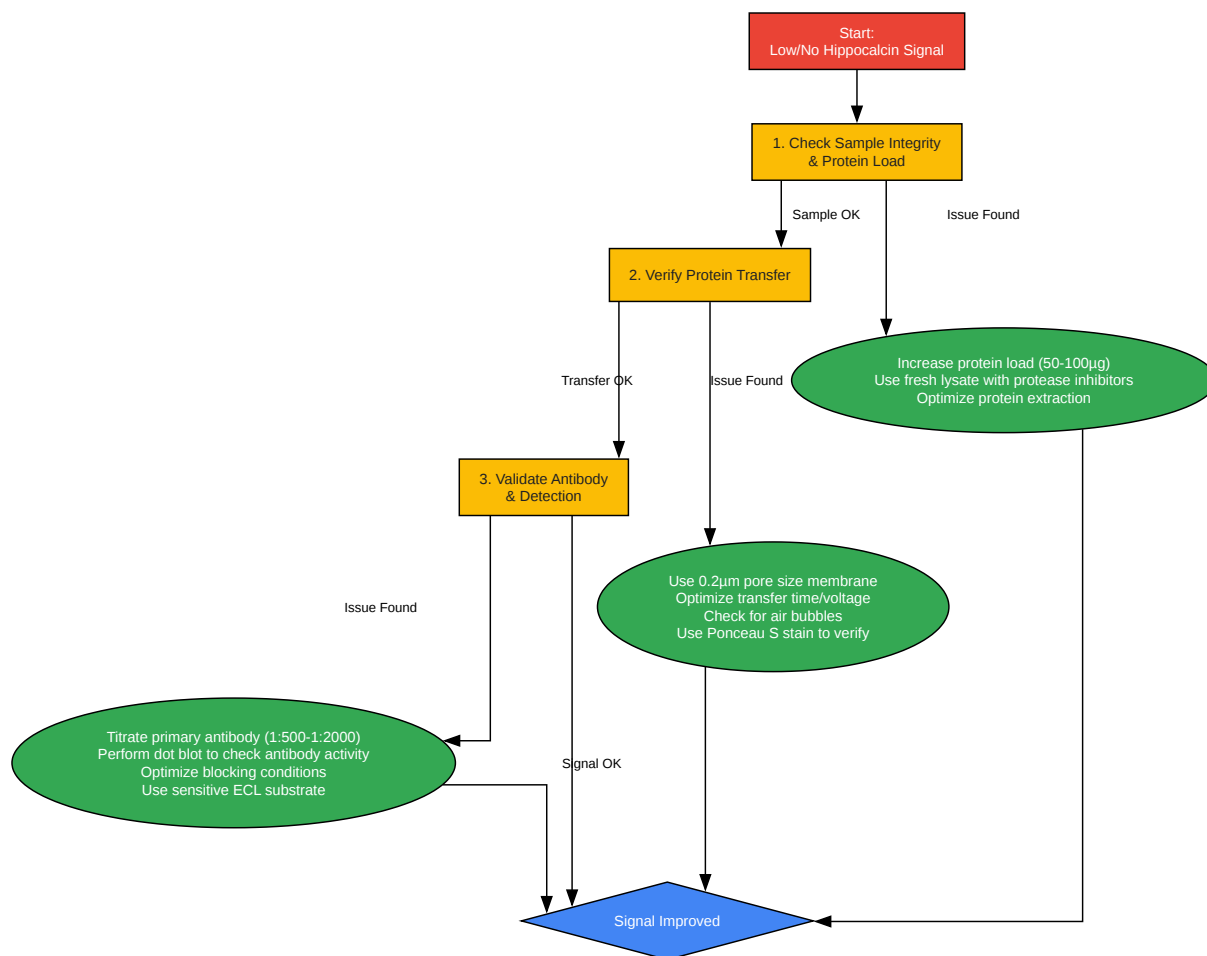 Start:
Low/No Hippocalcin Signal
1. Check Sample Integrity
& Protein Load
Sample OK
Issue Found
2. Verify Protein Transfer
Increase protein load (50-100µg)
Use fresh lysate with protease inhibitors
Optimize protein extraction
Transfer OK
Issue Found
3. Validate Antibody
& Detection
Use 0.2µm pore size membrane
Optimize transfer time/voltage
Check for air bubbles
Use Ponceau S stain to verify
Issue Found
Titrate primary antibody (1:500-1:2000)
Perform dot blot to check antibody activity
Optimize blocking conditions
Use sensitive ECL substrate
Signal OK
Signal Improved